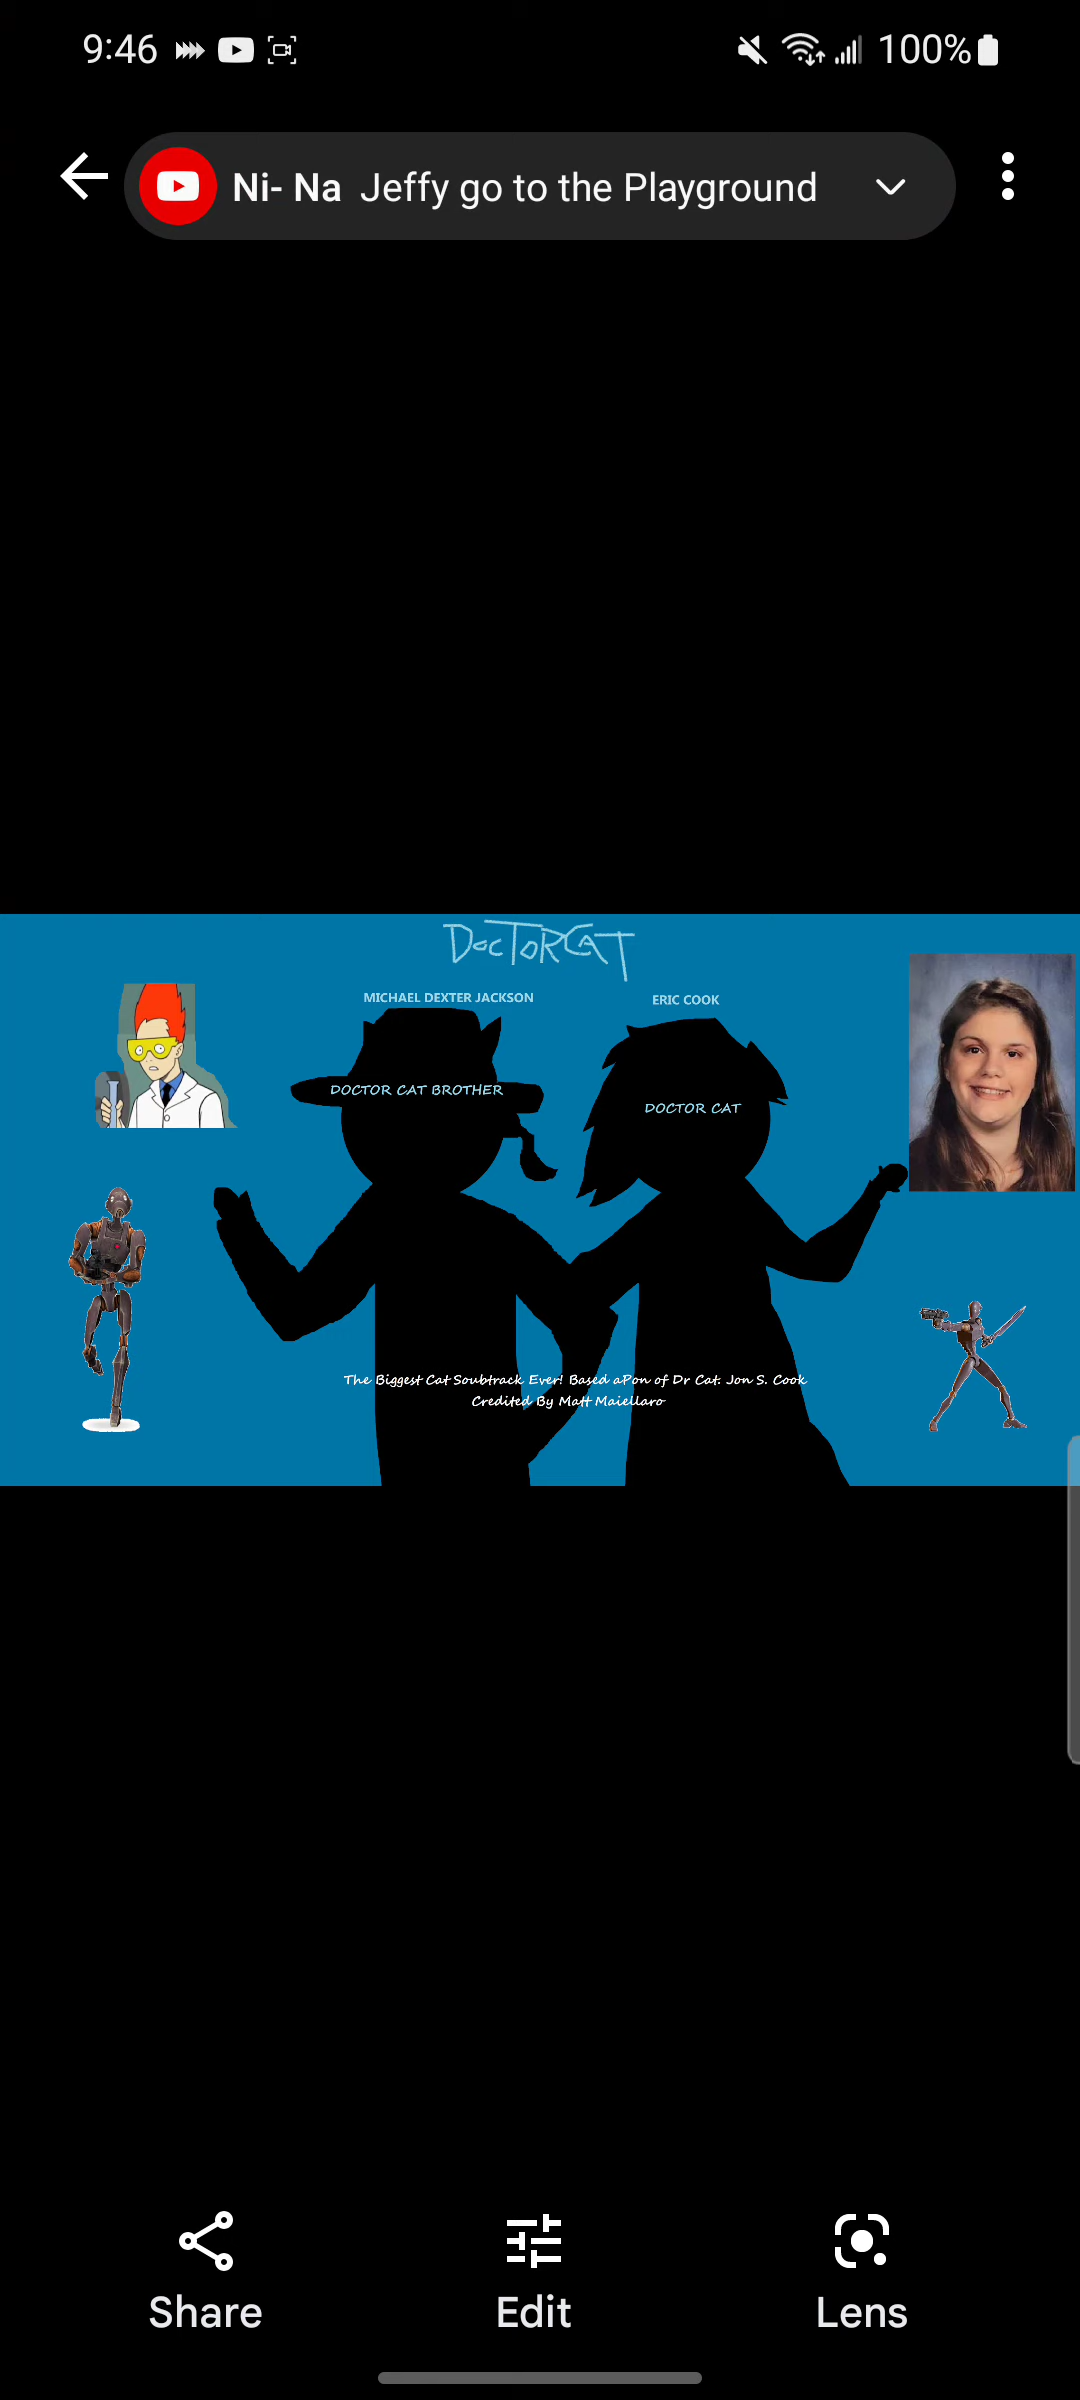 9:46
100%
Ni- Na Jeffy go to the Playground
DocToRCAT
MICHAEL DEXTER JACKSON
ERIC COOK
DOCTOR CAT BROTHER
DOCTOR CAT
The Biggest Cat Soubtrack Ever! Based aPon of Dr Cat: Jon S. Cook
Credited By Matt Maiellaro
Share
Edit
Lens